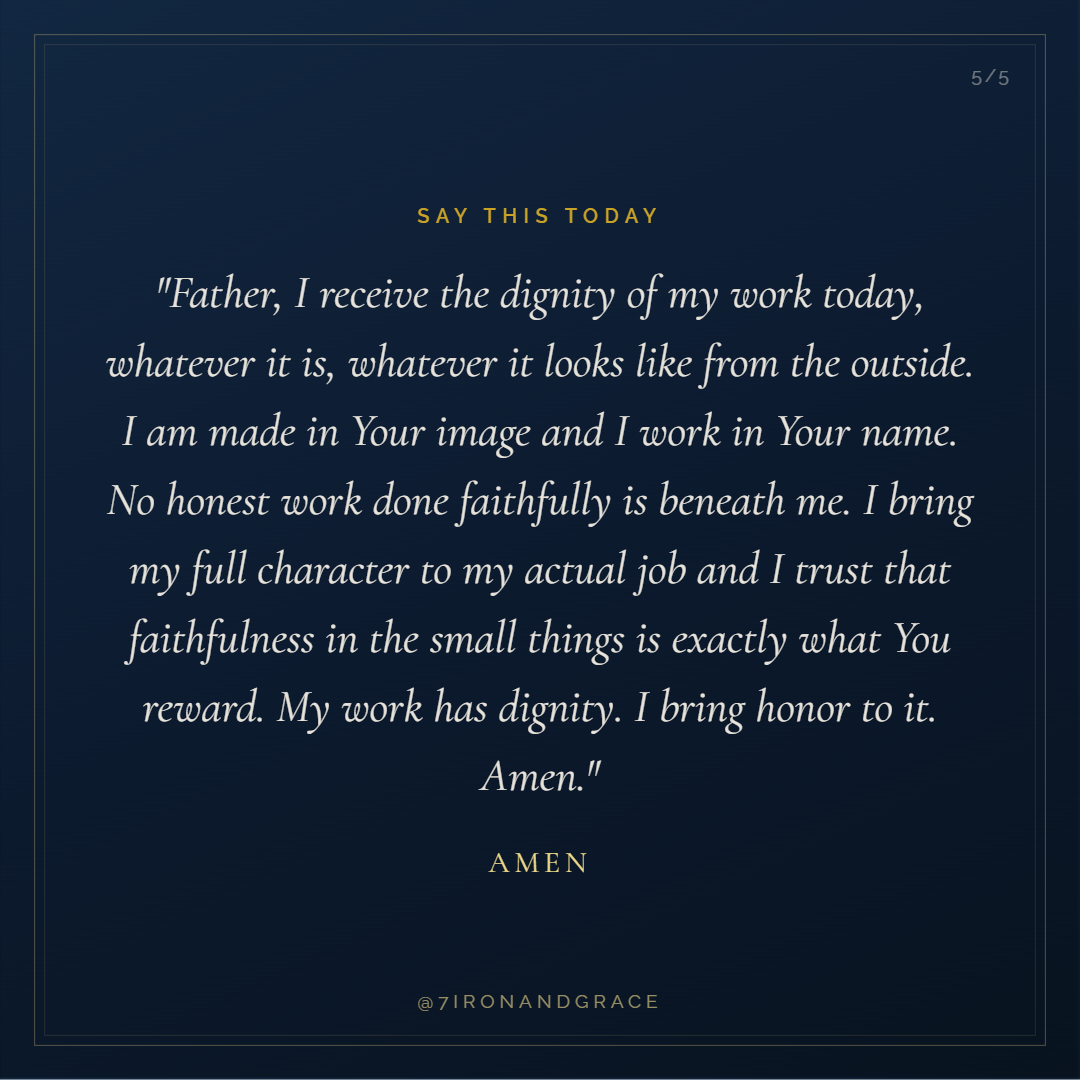 5/5
SAY THIS TODAY
"Father, I receive the dignity of my work today,
whatever it is, whatever it looks like from the outside.
I am made in Your image and I work in Your name.
No honest work done faithfully is beneath me. I bring
my full character to my actual job and I trust that
faithfulness in the small things is exactly what You
reward. My work has dignity. I bring honor to it.
Amen."
AMEN
@7IRONANDGRACE